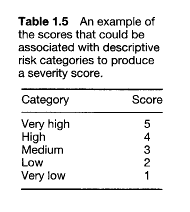 Table 1.5 An example of
the scores that could be
associated with descriptive
risk categories to produce
a severity score.
Category Score
Very high 5
High 4
Medium 3
Low 2
Very low 1